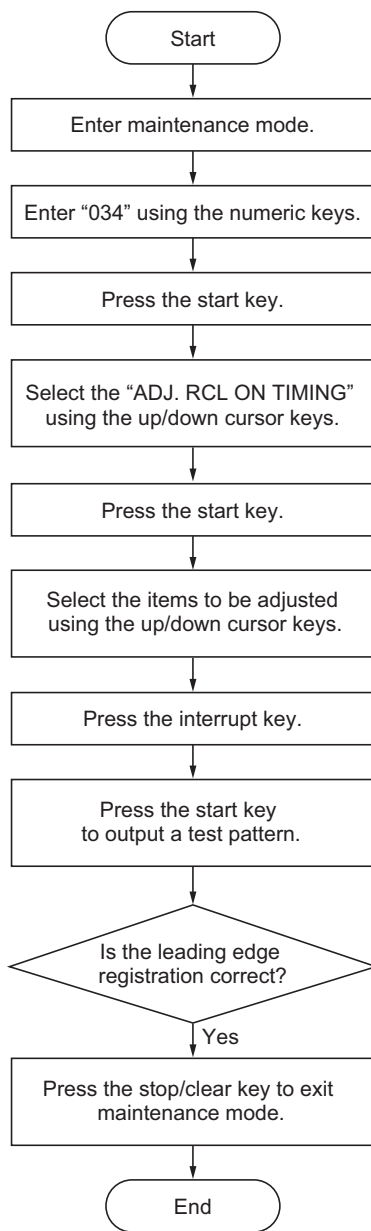 Start
Enter maintenance mode.
Enter “034” using the numeric keys.
Press the start key.
Select the “ADJ. RCL ON TIMING”
using the up/down cursor keys.
Press the start key.
Select the items to be adjusted
using the up/down cursor keys.
Press the interrupt key.
Press the start key
to output a test pattern.
Is the leading edge
registration correct?
Yes
Press the stop/clear key to exit
maintenance mode.
End